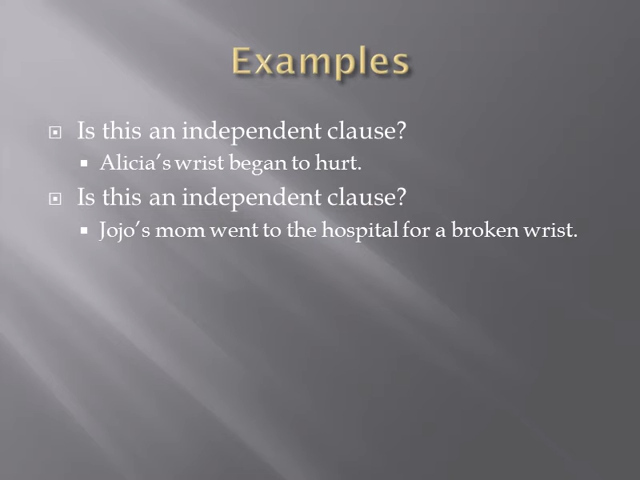 Examples
Is this an independent clause?
Alicia’s wrist began to hurt.
Is this an independent clause?
Jojo’s mom went to the hospital for a broken wrist.